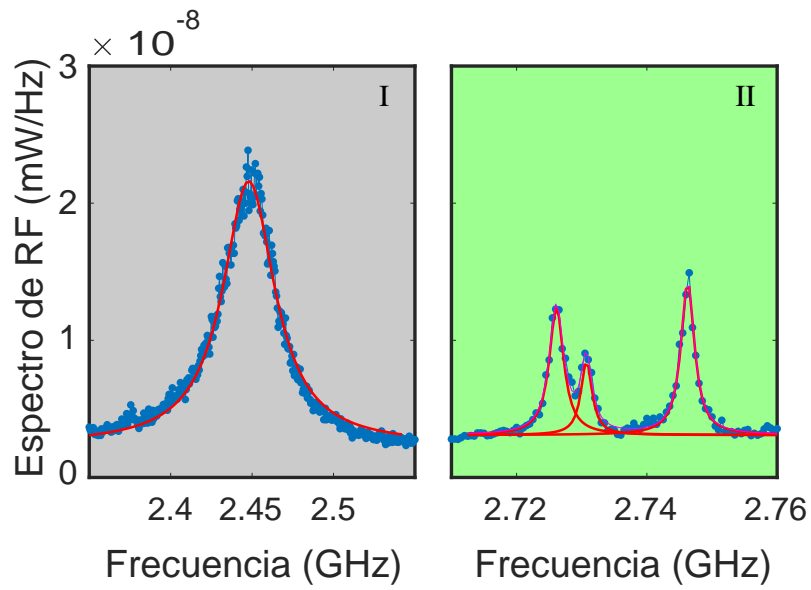 × 10⁻⁸
Espectro de RF (mW/Hz)
3
2
1
0
I
II
2.4 2.45 2.5
2.72 2.74 2.76
Frecuencia (GHz)
Frecuencia (GHz)